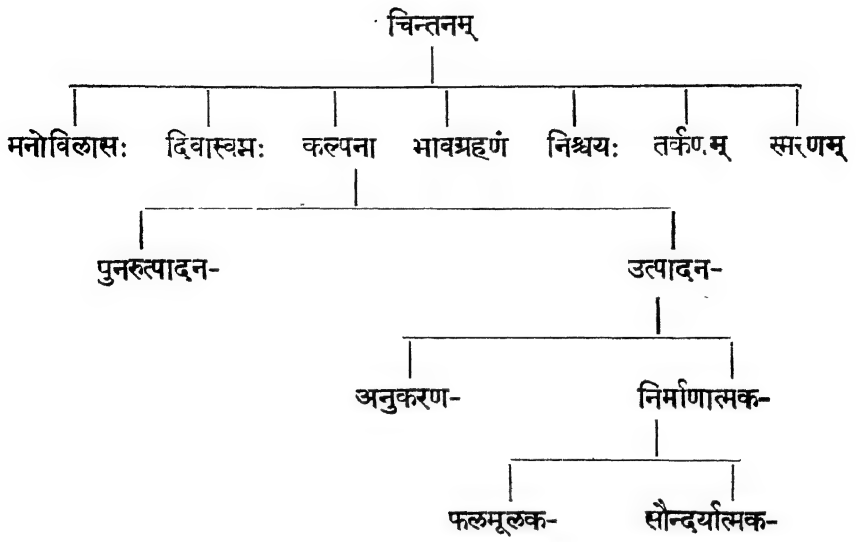 चिन्तनम्
मनोविलासः दिवास्वप्नः कल्पना भावग्रहणं निश्चयः तर्कणम् स्मरणम्
पुनरुत्पादन- उत्पादन-
अनुकरण- निर्माणात्मक-
फलमूलक- सौन्दर्यात्मक-